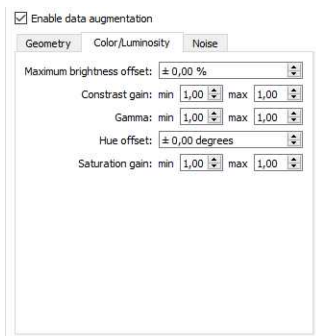 Enable data augmentation
Geometry Color/Luminosity Noise
Maximum brightness offset: ± 0,00 %
Constrast gain: min 1,00 max 1,00
Gamma: min 1,00 max 1,00
Hue offset: ± 0,00 degrees
Saturation gain: min 1,00 max 1,00